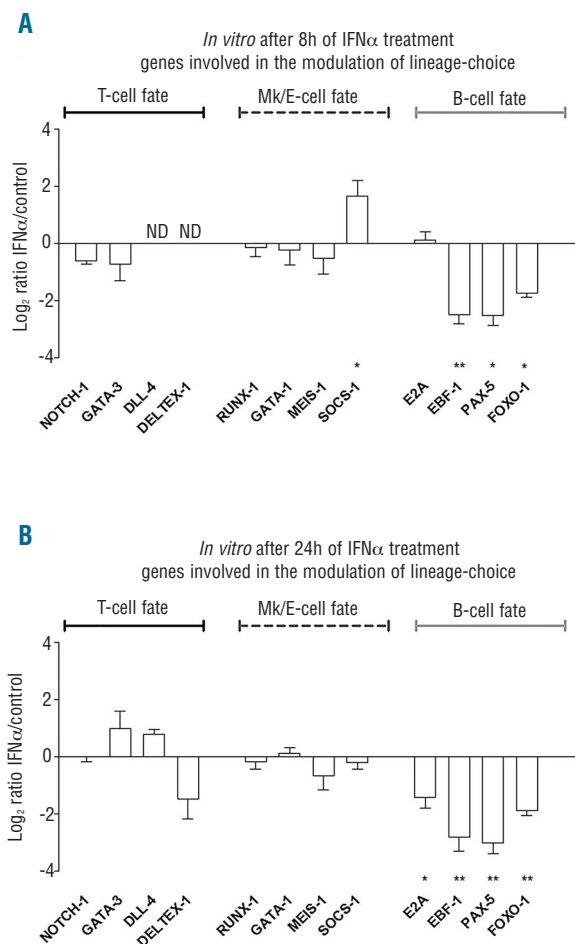 A
In vitro after 8h of IFNα treatment
genes involved in the modulation of lineage-choice
T-cell fate Mk/E-cell fate B-cell fate
Log₂ ratio IFNα/control
4
2
0
-2
-4
ND ND
* ** * *
NOTCH-1 GATA-3 DLL-4 DELTEX-1 RUNX-1 GATA-1 MEIS-1 SOCS-1 E2A EBF-1 PAX-5 FOXO-1
B
In vitro after 24h of IFNα treatment
genes involved in the modulation of lineage-choice
T-cell fate Mk/E-cell fate B-cell fate
Log₂ ratio IFNα/control
4
2
0
-2
-4
* ** ** **
NOTCH-1 GATA-3 DLL-4 DELTEX-1 RUNX-1 GATA-1 MEIS-1 SOCS-1 E2A EBF-1 PAX-5 FOXO-1